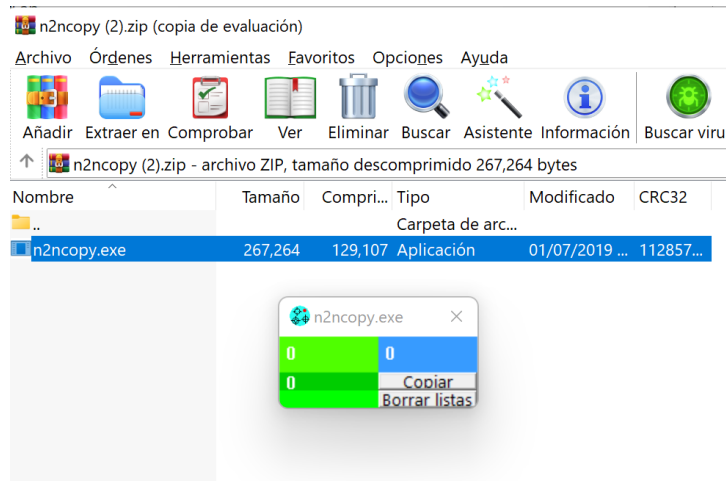 n2ncopy (2).zip (copia de evaluación)
Archivo Órdenes Herramientas Favoritos Opciones Ayuda
Añadir Extraer en Comprobar Ver Eliminar Buscar Asistente Información Buscar viru
n2ncopy (2).zip - archivo ZIP, tamaño descomprimido 267,264 bytes
Nombre Tamaño Compri... Tipo Modificado CRC32
.. Carpeta de arc...
n2ncopy.exe 267,264 129,107 Aplicación 01/07/2019 ... 112857...
n2ncopy.exe
0 0
0 Copiar
Borrar listas